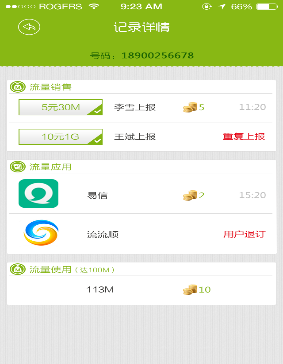 ROGERS 9:23 AM 66%
记录详情
号码：18900256678
流量销售
5元30M 李雪上报 5 11:20
10元1G 王斌上报 重复上报
流量应用
易信 2 15:20
流流顺 用户退订
流量使用（达100M）
113M 10